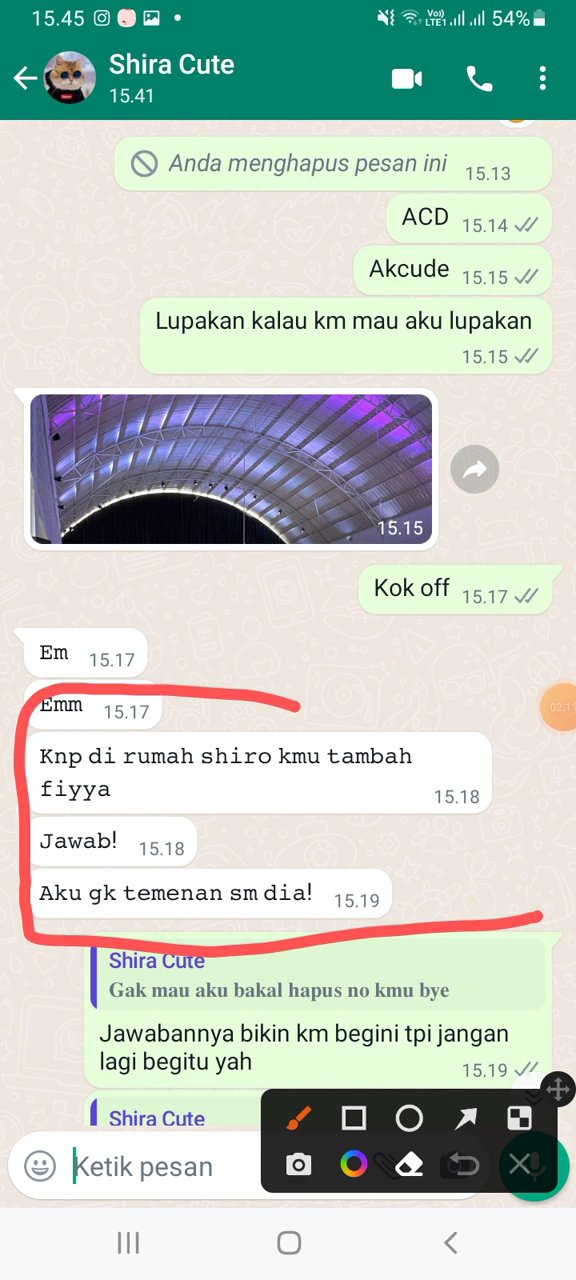 15.45
Vo)) LTE1 54%
Shira Cute
15.41
Anda menghapus pesan ini 15.13
ACD 15.14
Akcude 15.15
Lupakan kalau km mau aku lupakan
15.15
15.15
Kok off 15.17
Em 15.17
Emm 15.17
Knp di rumah shiro kmu tambah
fiyya 15.18
Jawab! 15.18
Aku gk temenan sm dia! 15.19
Shira Cute
Gak mau aku bakal hapus no kmu bye
Jawabannya bikin km begini tpi jangan
lagi begitu yah 15.19
Shira Cute
Ketik pesan